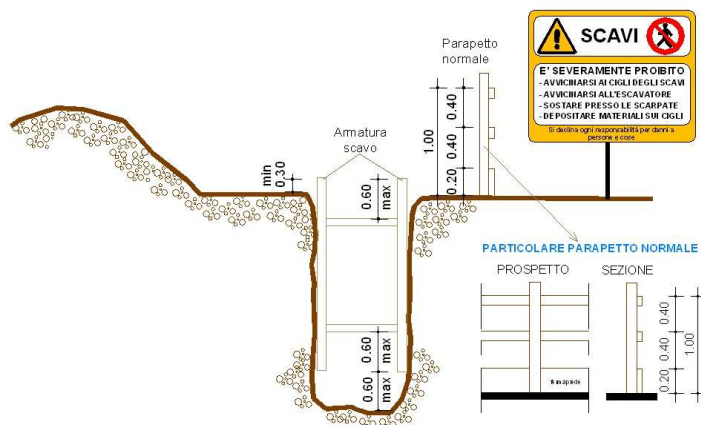 SCAVI
E' SEVERAMENTE PROIBITO
- AVVICINARSI AI CIGLI DEGLI SCAVI
- AVVICINARSI ALL'ESCAVATORE
- SOSTARE PRESSO LE SCARPATE
- DEPOSITARE MATERIALI SUI CIGLI
Si declina ogni responsabilità per danni a
persone e cose
Parapetto
normale
1.00
0.40
0.40
0.20
Armatura
scavo
min
0.30
0.60
max
0.60
max
0.60
max
PARTICOLARE PARAPETTO NORMALE
PROSPETTO
SEZIONE
0.40
0.40
0.20
1.00